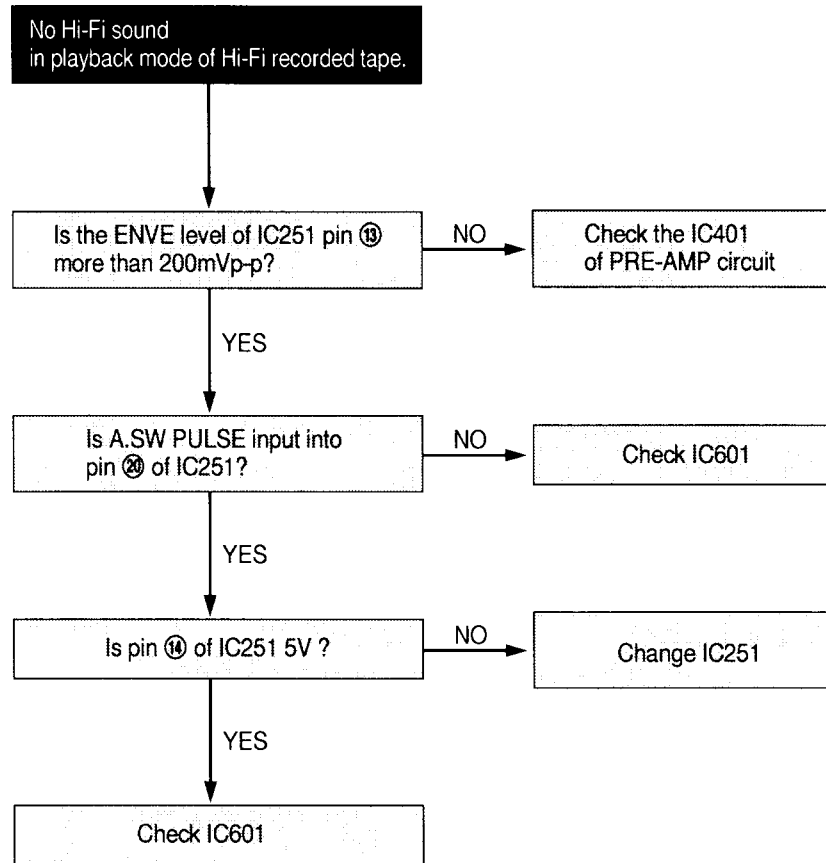 No Hi-Fi sound
in playback mode of Hi-Fi recorded tape.
Is the ENVE level of IC251 pin ⑬
more than 200mVp-p?
NO
Check the IC401
of PRE-AMP circuit
YES
Is A.SW PULSE input into
pin ⑳ of IC251?
NO
Check IC601
YES
Is pin ⑭ of IC251 5V ?
NO
Change IC251
YES
Check IC601